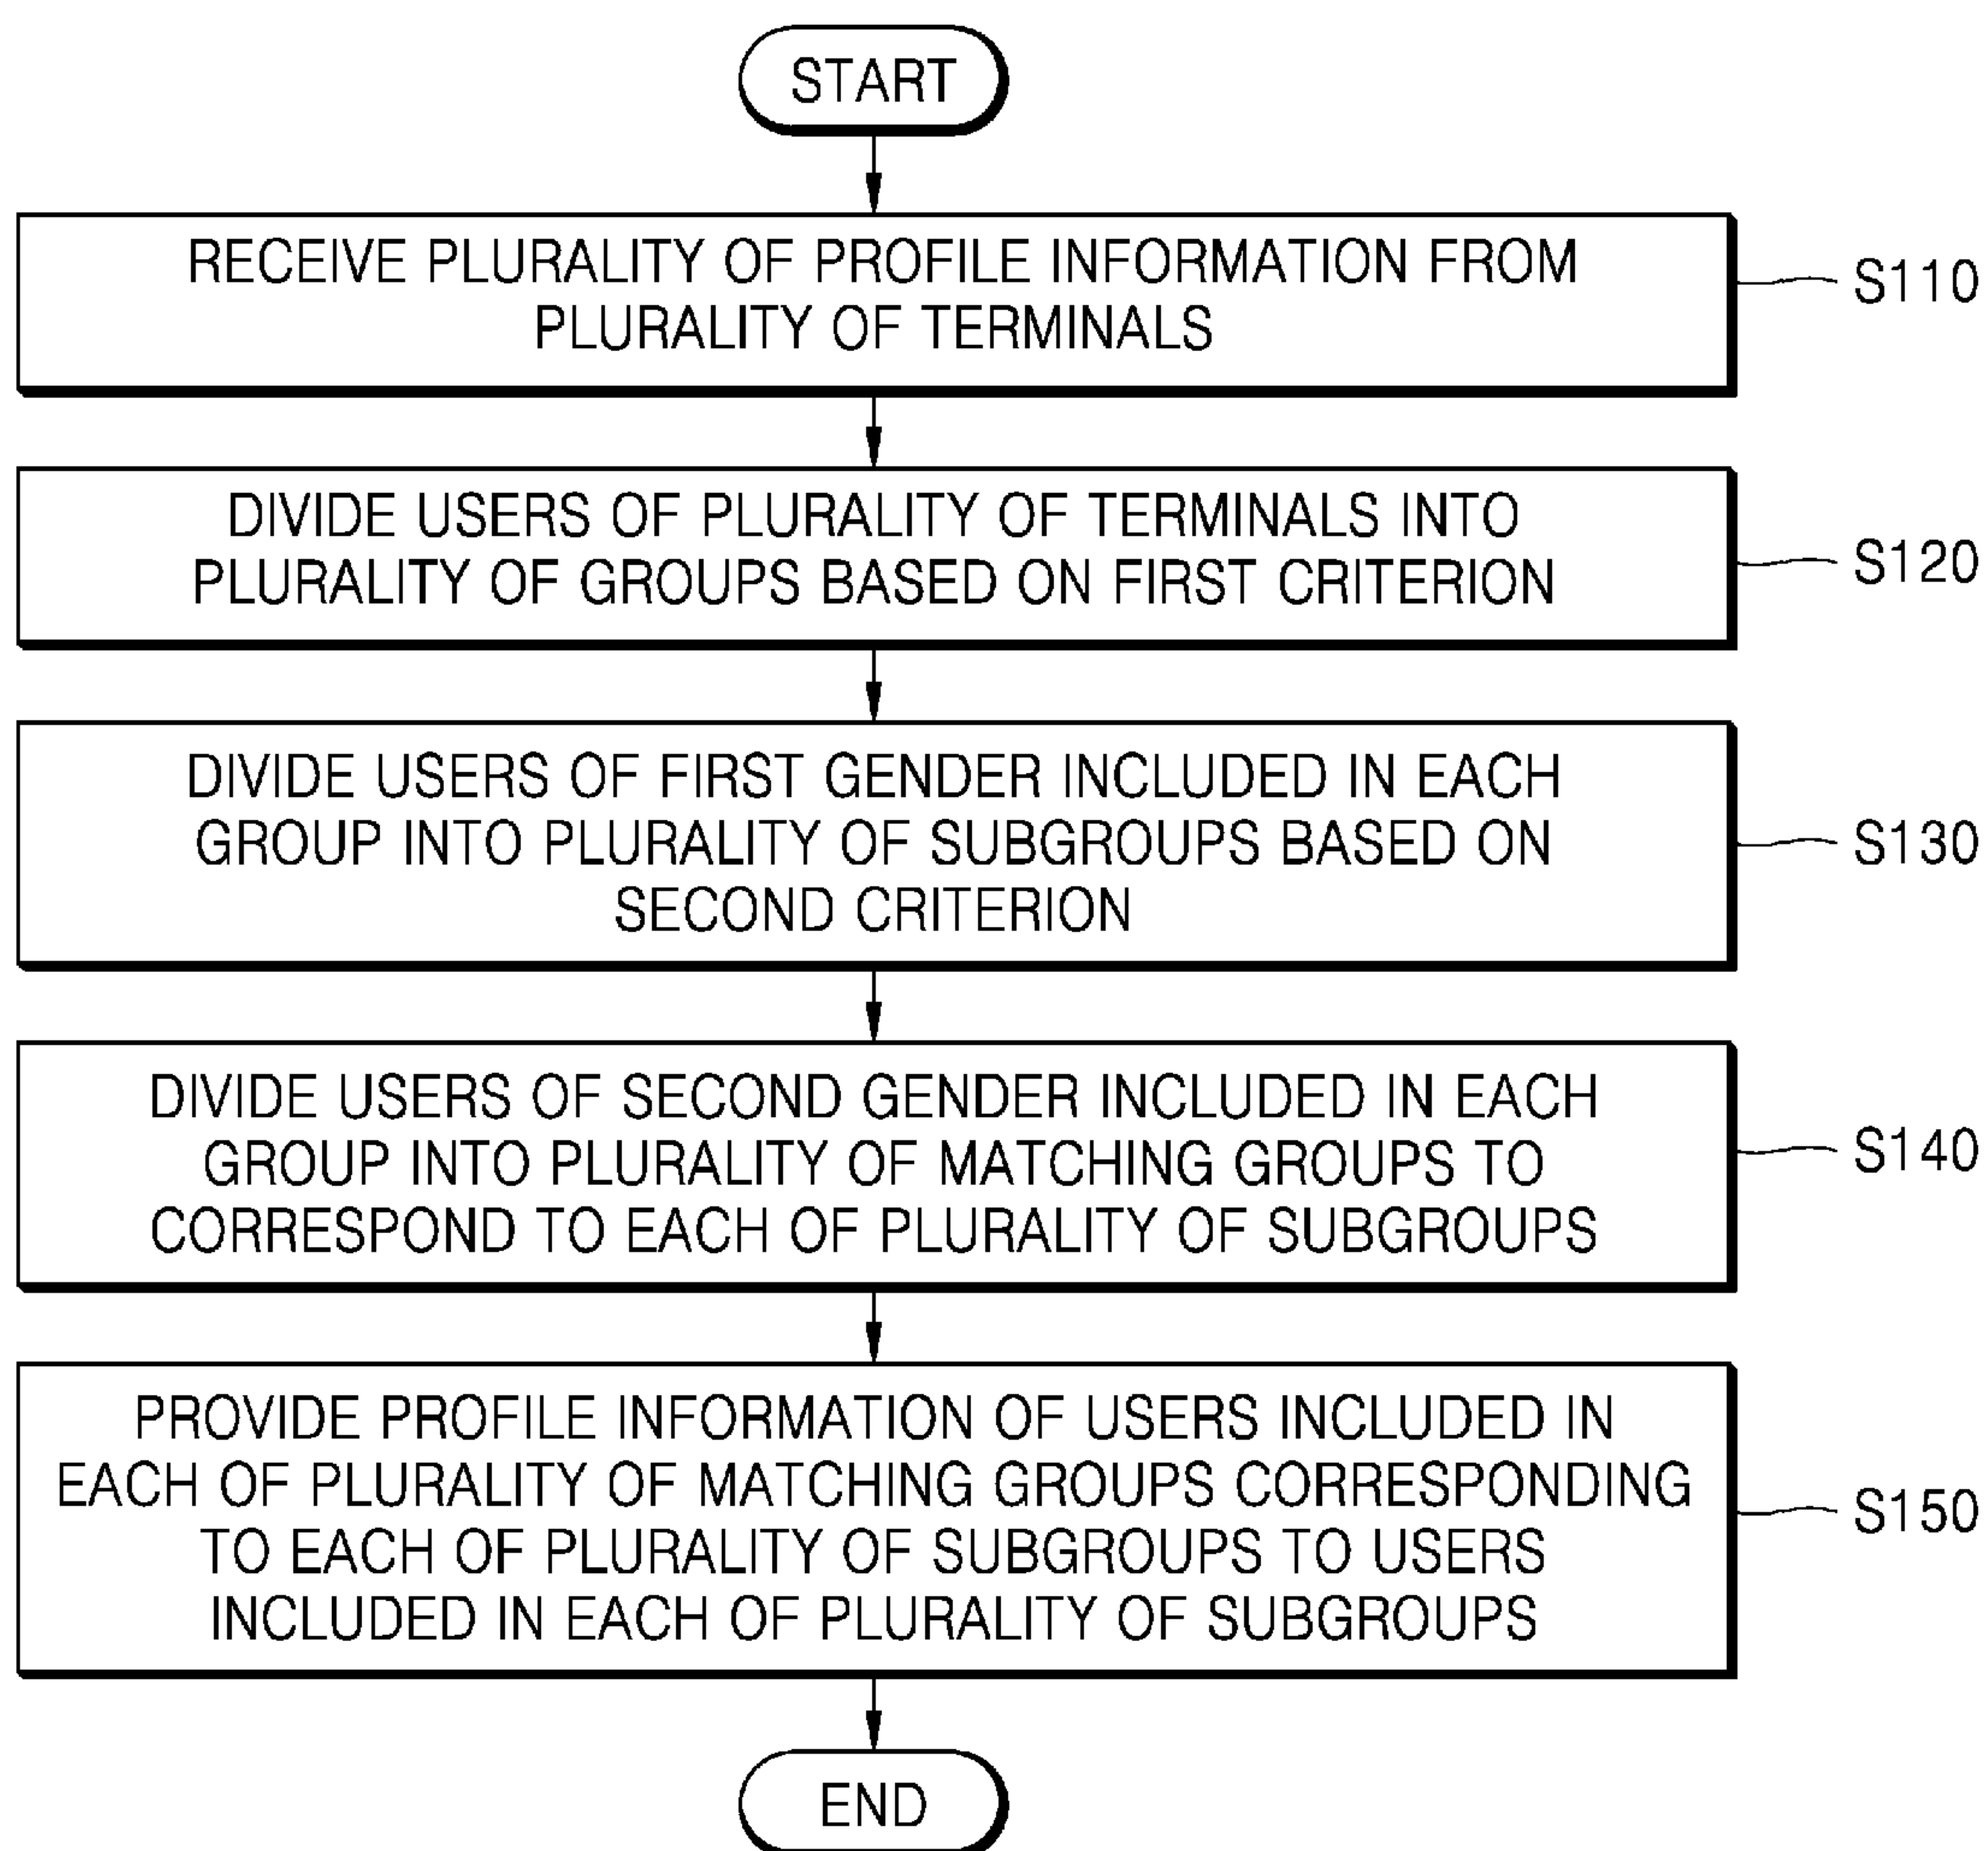 START
RECEIVE PLURALITY OF PROFILE INFORMATION FROM
PLURALITY OF TERMINALS
S110
DIVIDE USERS OF PLURALITY OF TERMINALS INTO
PLURALITY OF GROUPS BASED ON FIRST CRITERION
S120
DIVIDE USERS OF FIRST GENDER INCLUDED IN EACH
GROUP INTO PLURALITY OF SUBGROUPS BASED ON
SECOND CRITERION
S130
DIVIDE USERS OF SECOND GENDER INCLUDED IN EACH
GROUP INTO PLURALITY OF MATCHING GROUPS TO
CORRESPOND TO EACH OF PLURALITY OF SUBGROUPS
S140
PROVIDE PROFILE INFORMATION OF USERS INCLUDED IN
EACH OF PLURALITY OF MATCHING GROUPS CORRESPONDING
TO EACH OF PLURALITY OF SUBGROUPS TO USERS
INCLUDED IN EACH OF PLURALITY OF SUBGROUPS
S150
END